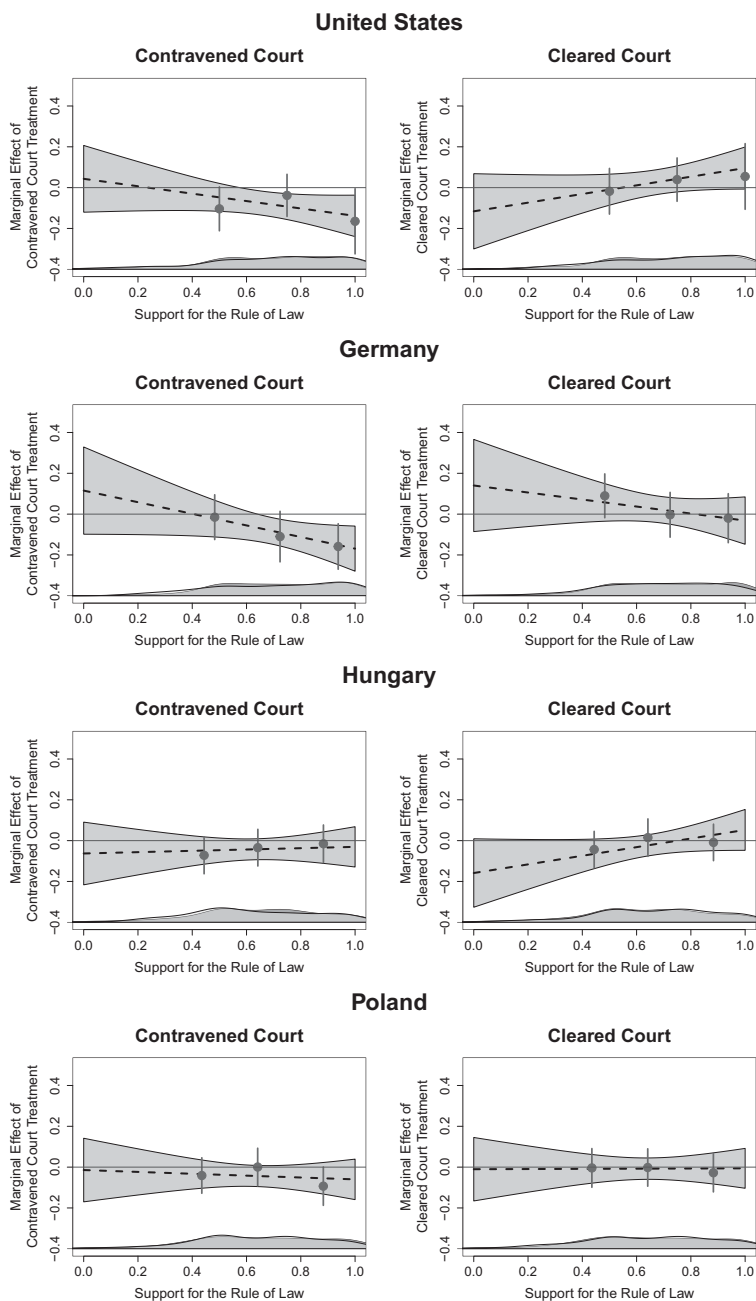 United States
Contravened Court
Marginal Effect of
Contravened Court Treatment
0.4
0.2
0.0
−0.2
−0.4
0.0 0.2 0.4 0.6 0.8 1.0
Support for the Rule of Law
Cleared Court
Marginal Effect of
Cleared Court Treatment
0.4
0.2
0.0
−0.2
−0.4
0.0 0.2 0.4 0.6 0.8 1.0
Support for the Rule of Law
Germany
Contravened Court
Marginal Effect of
Contravened Court Treatment
0.4
0.2
0.0
−0.2
−0.4
0.0 0.2 0.4 0.6 0.8 1.0
Support for the Rule of Law
Cleared Court
Marginal Effect of
Cleared Court Treatment
0.4
0.2
0.0
−0.2
−0.4
0.0 0.2 0.4 0.6 0.8 1.0
Support for the Rule of Law
Hungary
Contravened Court
Marginal Effect of
Contravened Court Treatment
0.4
0.2
0.0
−0.2
−0.4
0.0 0.2 0.4 0.6 0.8 1.0
Support for the Rule of Law
Cleared Court
Marginal Effect of
Cleared Court Treatment
0.4
0.2
0.0
−0.2
−0.4
0.0 0.2 0.4 0.6 0.8 1.0
Support for the Rule of Law
Poland
Contravened Court
Marginal Effect of
Contravened Court Treatment
0.4
0.2
0.0
−0.2
−0.4
0.0 0.2 0.4 0.6 0.8 1.0
Support for the Rule of Law
Cleared Court
Marginal Effect of
Cleared Court Treatment
0.4
0.2
0.0
−0.2
−0.4
0.0 0.2 0.4 0.6 0.8 1.0
Support for the Rule of Law